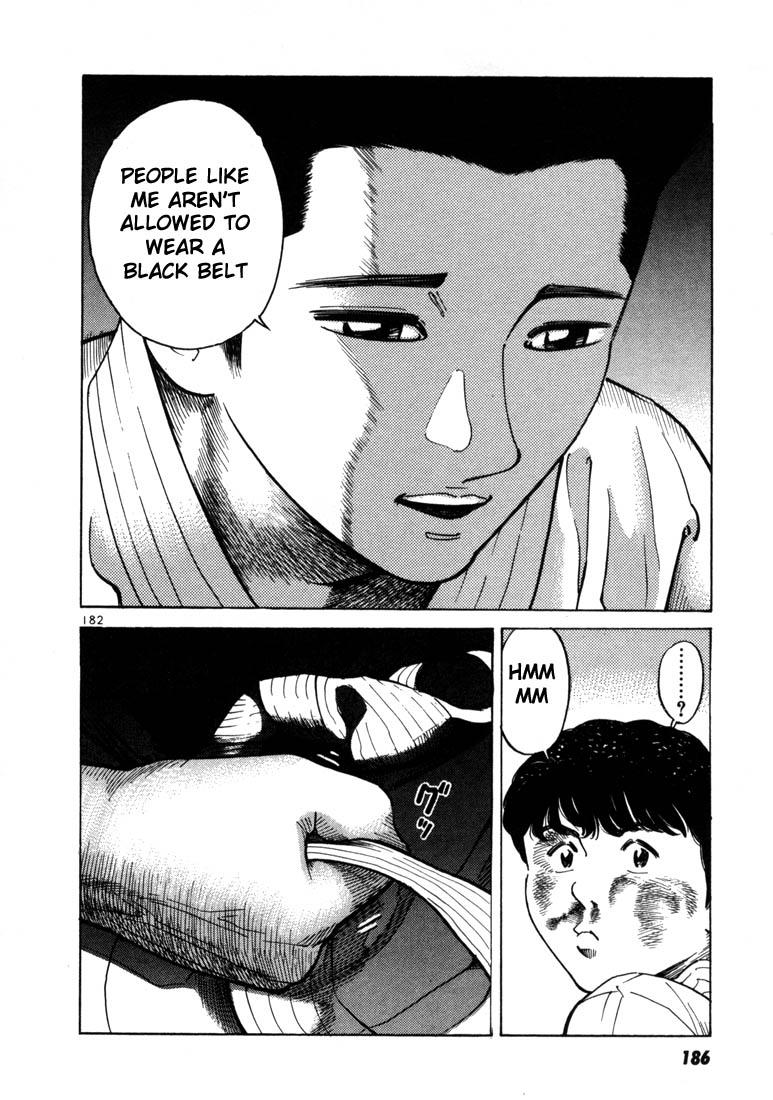 PEOPLE LIKE
ME AREN'T
ALLOWED TO
WEAR A
BLACK BELT
182
HMM
MM
………?
グッ
186